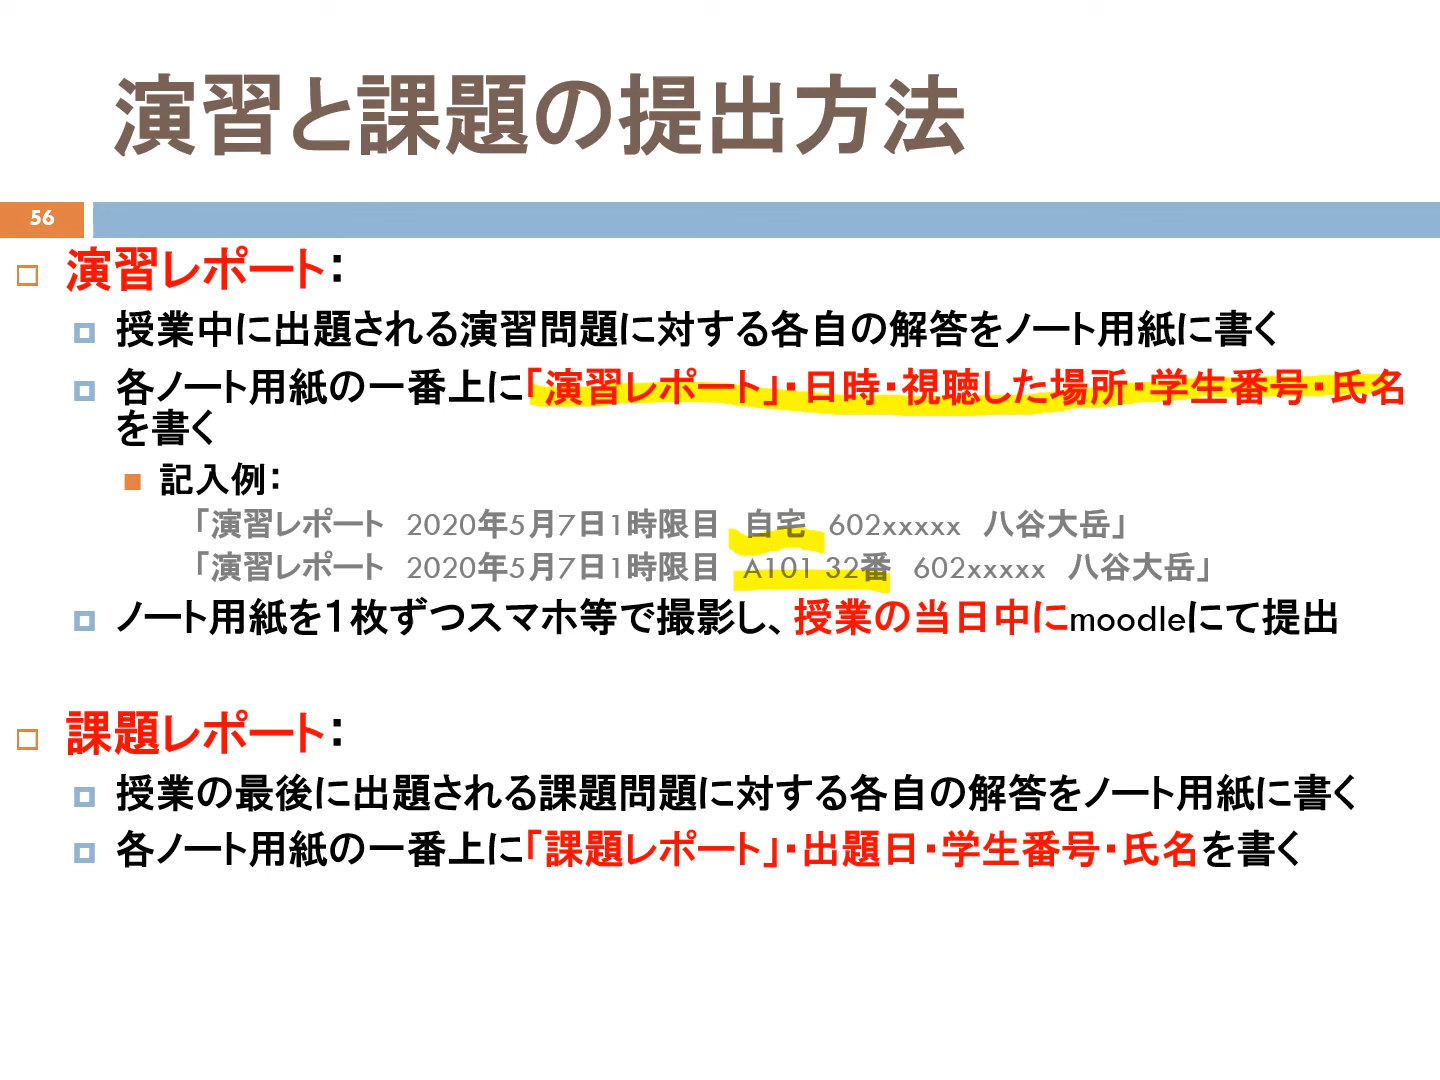 演習と課題の提出方法
56
演習レポート：
授業中に出題される演習問題に対する各自の解答をノート用紙に書く
各ノート用紙の一番上に「演習レポート」・日時・視聴した場所・学生番号・氏名
を書く
記入例：
「演習レポート　2020年5月7日1時限目　自宅　602xxxxx　八谷大岳」
「演習レポート　2020年5月7日1時限目　A101 32番　602xxxxx　八谷大岳」
ノート用紙を１枚ずつスマホ等で撮影し、授業の当日中にmoodleにて提出
課題レポート：
授業の最後に出題される課題問題に対する各自の解答をノート用紙に書く
各ノート用紙の一番上に「課題レポート」・出題日・学生番号・氏名を書く